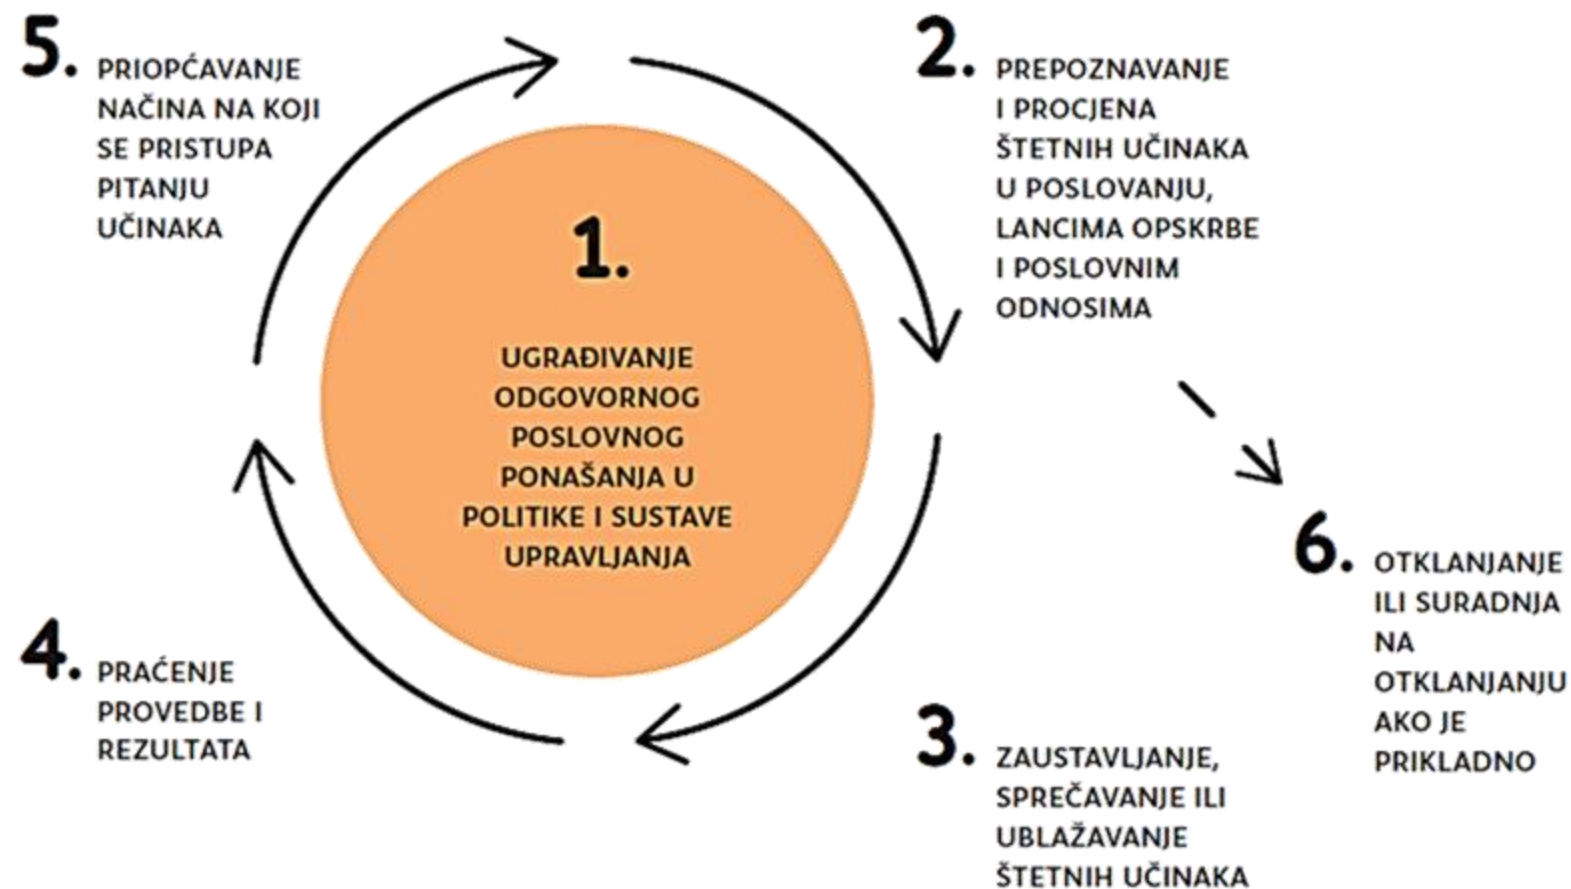 1.
UGRAĐIVANJE
ODGOVORNOG
POSLOVNOG
PONAŠANJA U
POLITIKE I SUSTAVE
UPRAVLJANJA
2. PREPOZNAVANJE
I PROCJENA
ŠTETNIH UČINAKA
U POSLOVANJU,
LANCIMA OPSKRBE
I POSLOVNIM
ODNOSIMA
3. ZAUSTAVLJANJE,
SPREČAVANJE ILI
UBLAŽAVANJE
ŠTETNIH UČINAKA
4. PRAĆENJE
PROVEDBE I
REZULTATA
5. PRIOPĆAVANJE
NAČINA NA KOJI
SE PRISTUPA
PITANJU
UČINAKA
6. OTKLANJANJE
ILI SURADNJA
NA
OTKLANJANJU
AKO JE
PRIKLADNO